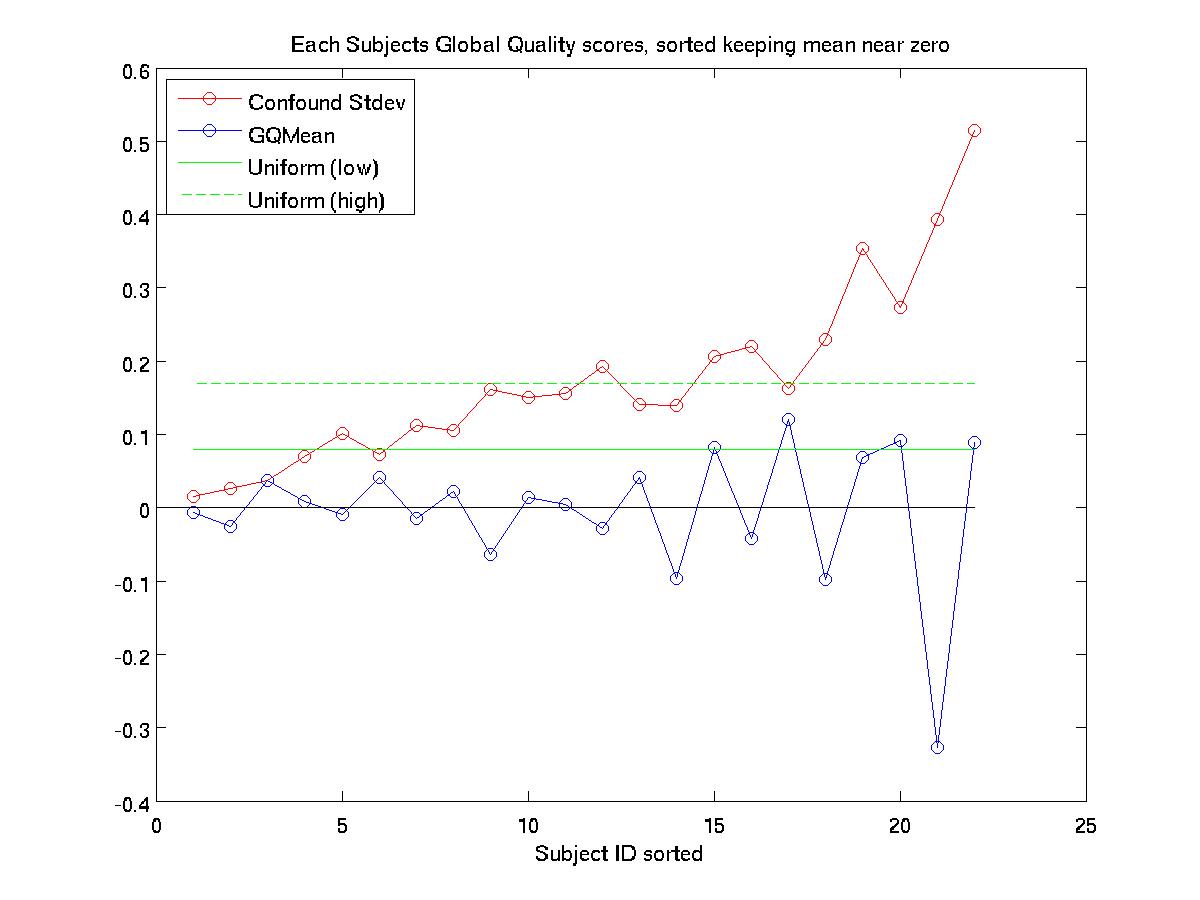 Each Subjects Global Quality scores, sorted keeping mean near zero
Confound Stdev
GQMean
Uniform (low)
Uniform (high)
0.6
0.5
0.4
0.3
0.2
0.1
0
-0.1
-0.2
-0.3
-0.4
0 5 10 15 20 25
Subject ID sorted